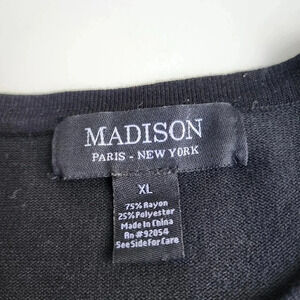 MADISON
PARIS - NEW YORK
XL
75% Rayon
25% Polyester
Made in China
Rn #92054
See Side For Care